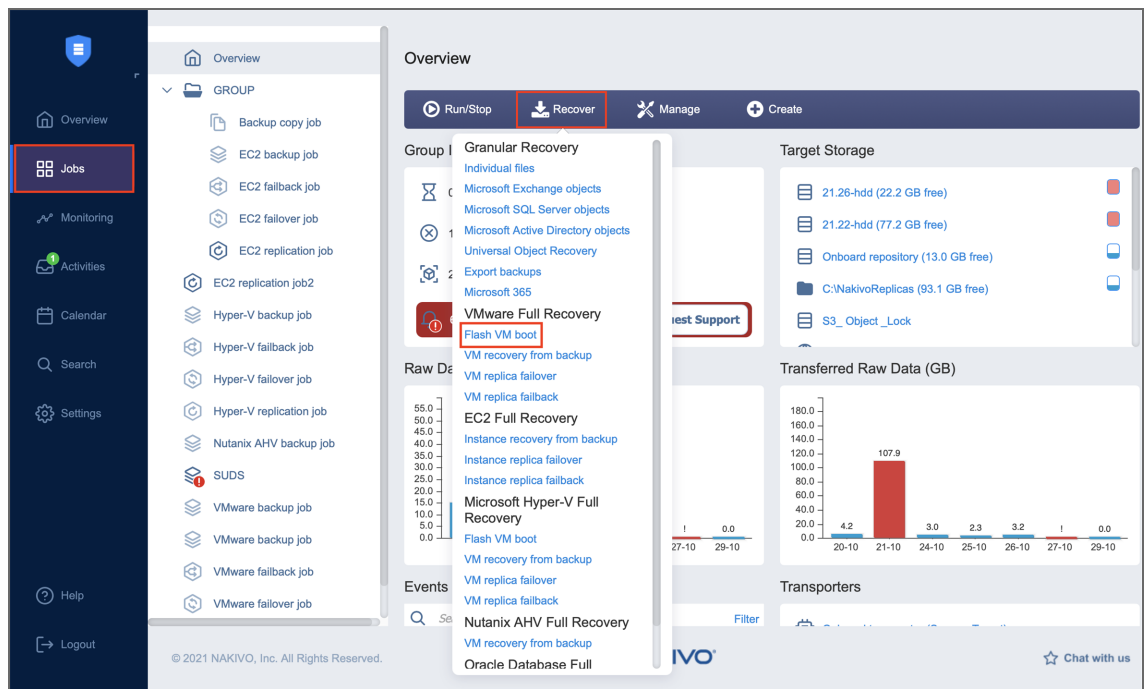 Overview
Jobs
Monitoring
1
Activities
Calendar
Search
Settings
Help
Logout
Overview
GROUP
Backup copy job
EC2 backup job
EC2 failback job
EC2 failover job
EC2 replication job
EC2 replication job2
Hyper-V backup job
Hyper-V failback job
Hyper-V failover job
Hyper-V replication job
Nutanix AHV backup job
SUDS
VMware backup job
VMware backup job
VMware failback job
VMware failover job
Overview
Run/Stop Recover Manage Create
Group I
Granular Recovery
Individual files
Microsoft Exchange objects
Microsoft SQL Server objects
Microsoft Active Directory objects
Universal Object Recovery
Export backups
Microsoft 365
VMware Full Recovery
Flash VM boot
VM recovery from backup
VM replica failover
VM replica failback
EC2 Full Recovery
Instance recovery from backup
Instance replica failover
Instance replica failback
Microsoft Hyper-V Full
Recovery
Flash VM boot
VM recovery from backup
VM replica failover
VM replica failback
Nutanix AHV Full Recovery
VM recovery from backup
Oracle Database Full
est Support
Raw Da
55.0
50.0
45.0
40.0
35.0
30.0
25.0
20.0
15.0
10.0
5.0
0.0
! 0.0
27-10 29-10
Events
Filter
Target Storage
21.26-hdd (22.2 GB free)
21.22-hdd (77.2 GB free)
Onboard repository (13.0 GB free)
C:\NakivoReplicas (93.1 GB free)
S3_ Object _Lock
Transferred Raw Data (GB)
180.0
160.0
140.0
120.0
100.0
80.0
60.0
40.0
20.0
0.0
4.2 107.9 3.0 2.3 3.2 ! 0.0
20-10 21-10 24-10 25-10 26-10 27-10 29-10
Transporters
© 2021 NAKIVO, Inc. All Rights Reserved.
IVO
Chat with us